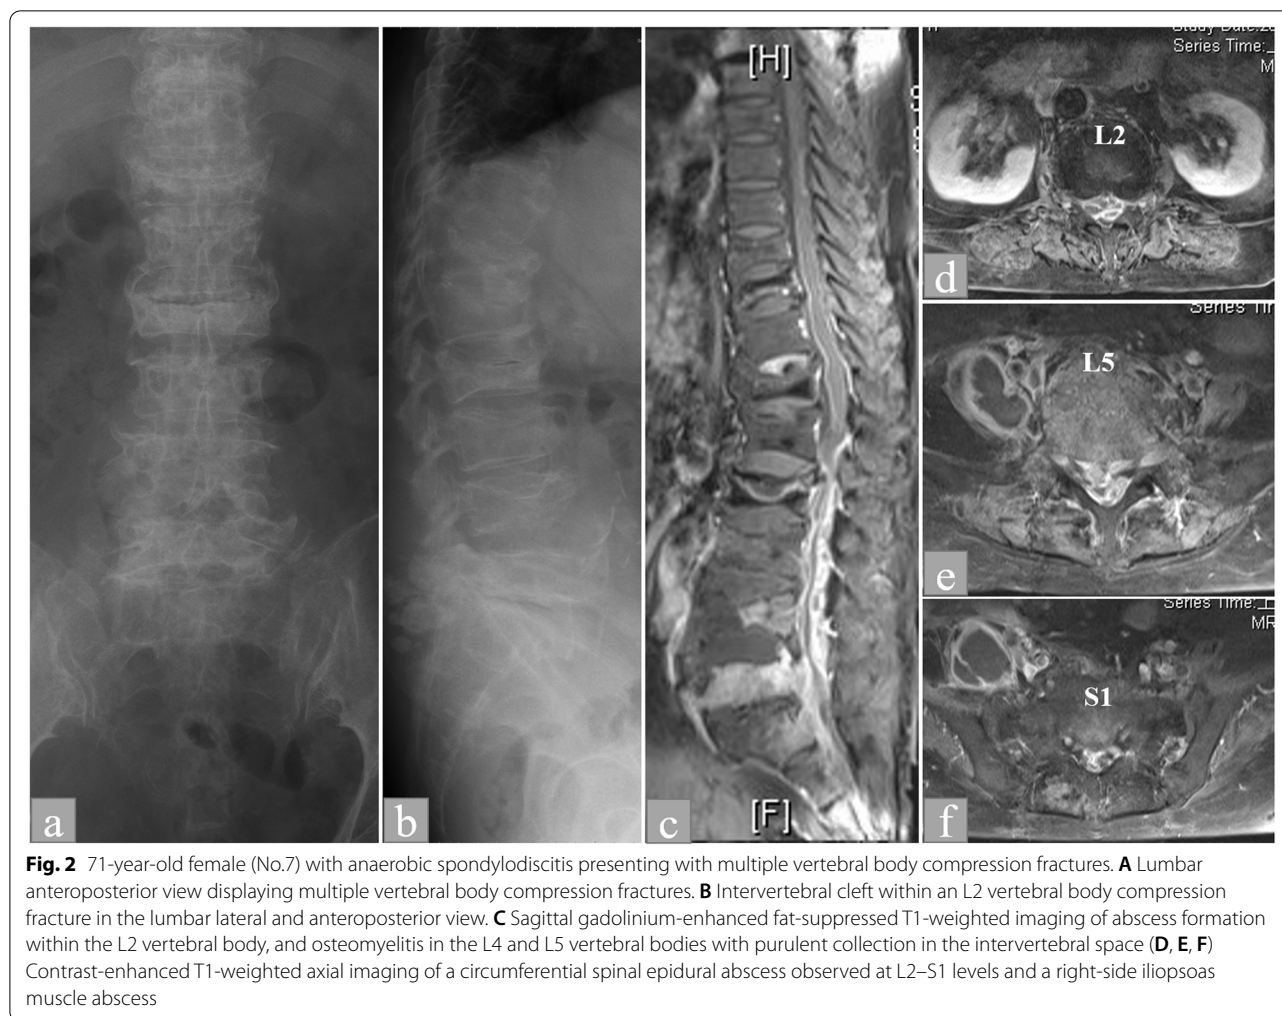 [H]
[F]
a
b
c
Study Date:20
Series Time:_
M
L2
d
Series Tir
L5
e
Series Time:_
MR
S1
f
Fig. 2 71-year-old female (No.7) with anaerobic spondylodiscitis presenting with multiple vertebral body compression fractures. A Lumbar
anteroposterior view displaying multiple vertebral body compression fractures. B Intervertebral cleft within an L2 vertebral body compression
fracture in the lumbar lateral and anteroposterior view. C Sagittal gadolinium-enhanced fat-suppressed T1-weighted imaging of abscess formation
within the L2 vertebral body, and osteomyelitis in the L4 and L5 vertebral bodies with purulent collection in the intervertebral space (D, E, F)
Contrast-enhanced T1-weighted axial imaging of a circumferential spinal epidural abscess observed at L2–S1 levels and a right-side iliopsoas
muscle abscess